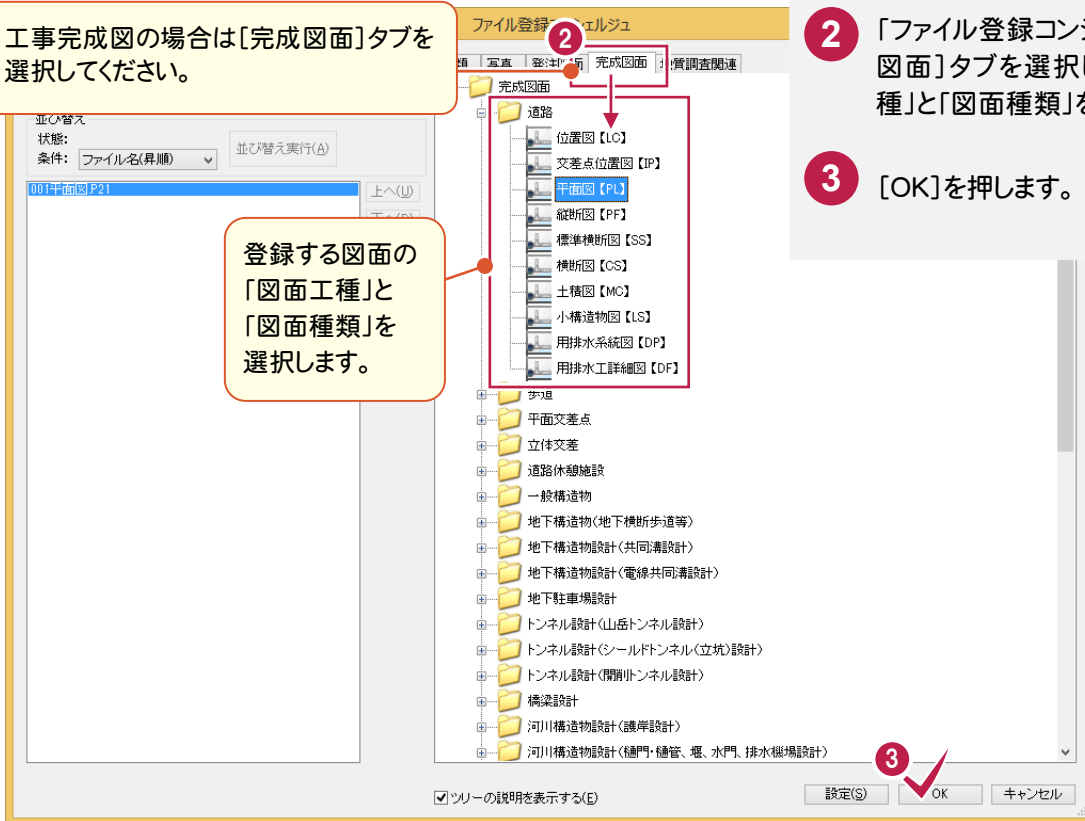 工事完成図の場合は[完成図面]タブを
選択してください。
ファイル登録コンシェルジュ
2
写真
完成図面
地質調査関連
並び替え
状態:
条件: ファイル名(昇順)
並び替え実行(A)
001平面図.P21
上へ(U)
登録する図面の
「図面工種」と
「図面種類」を
選択します。
完成図面
道路
位置図【LC】
交差点位置図【IP】
平面図【PL】
縦断図【PF】
標準横断図【SS】
横断図【CS】
土積図【MC】
小構造物図【LS】
用排水系統図【DP】
用排水工詳細図【DF】
歩道
平面交差点
立体交差
道路休憩施設
一般構造物
地下構造物(地下横断歩道等)
地下構造物設計(共同溝設計)
地下構造物設計(電線共同溝設計)
地下駐車場設計
トンネル設計(山岳トンネル設計)
トンネル設計(シールドトンネル(立坑)設計)
トンネル設計(開削トンネル設計)
橋梁設計
河川構造物設計(護岸設計)
河川構造物設計(樋門・樋管、堰、水門、排水機場設計)
3
ツリーの説明を表示する(E)
設定(S)
OK
キャンセル
2 「ファイル登録コン
図面]タブを選択
種」と「図面種類」を
3 [OK]を押します。